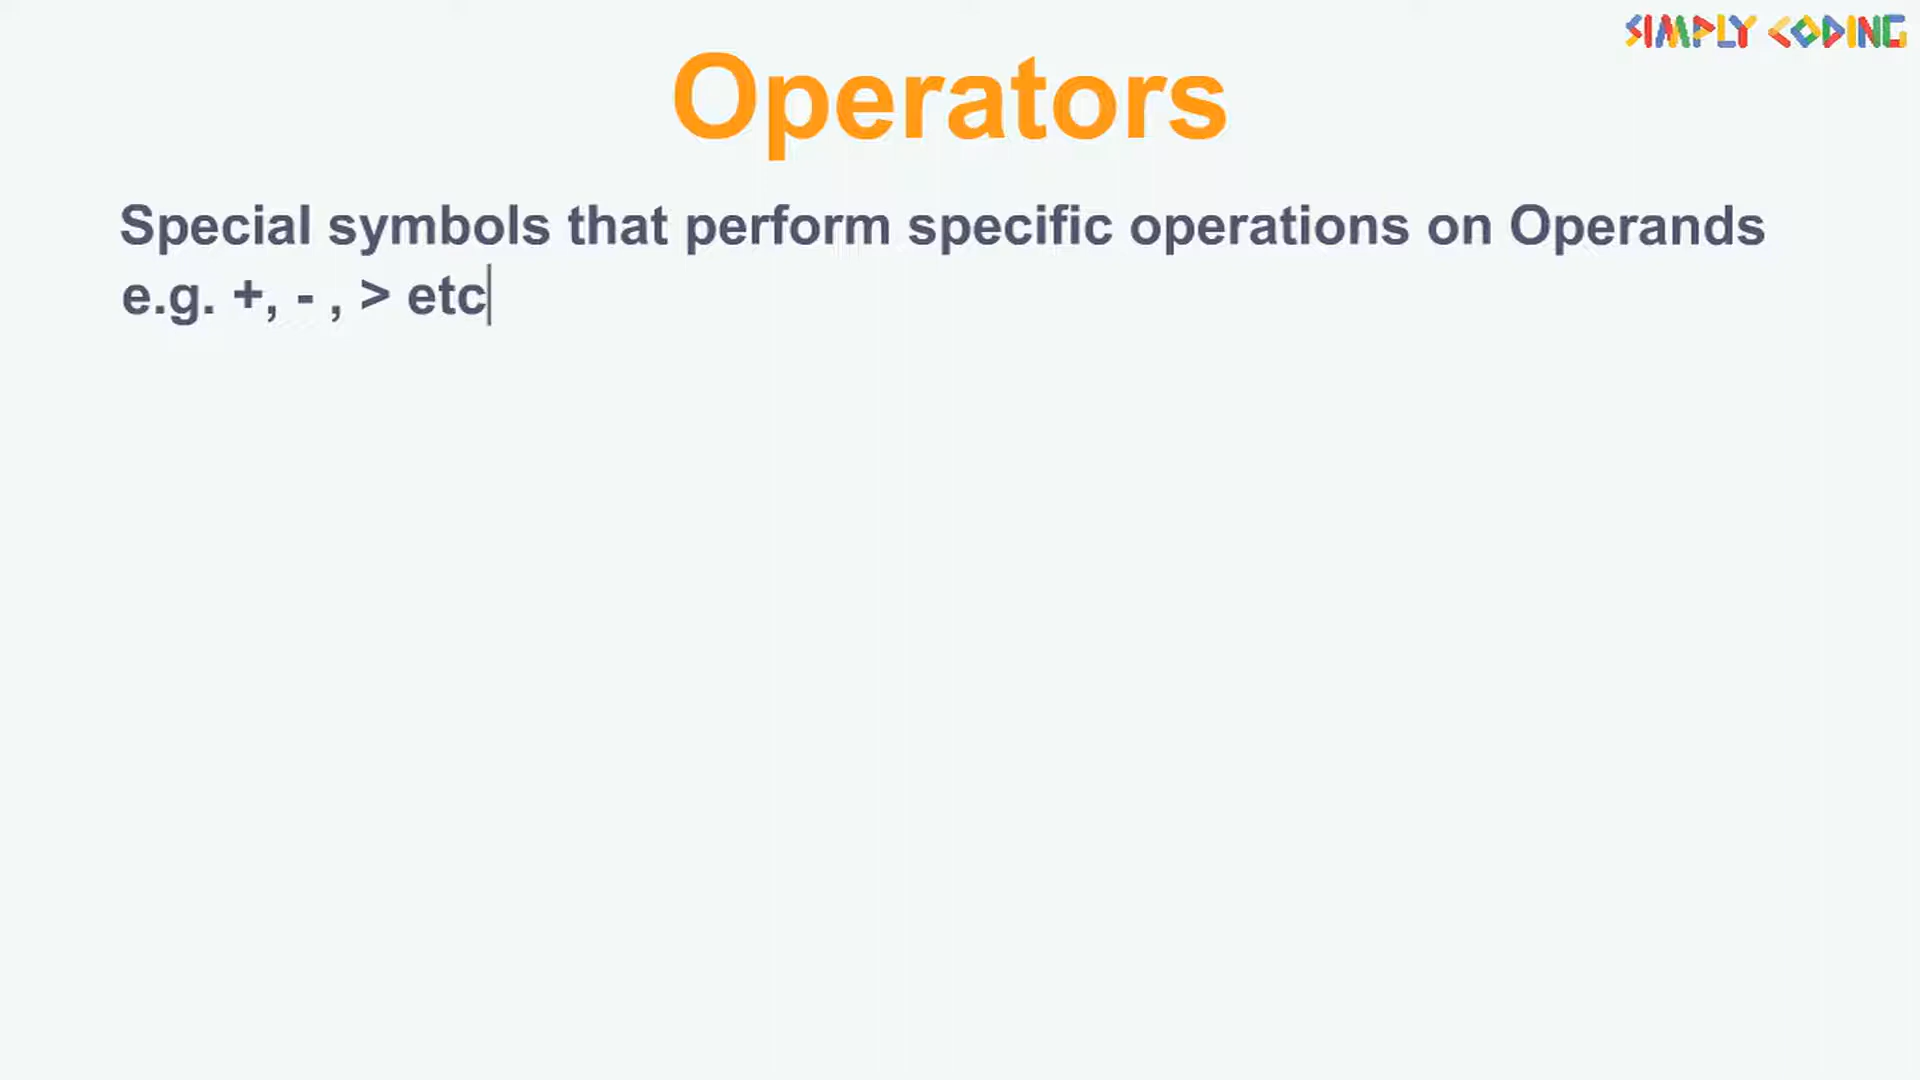 SIMPLY CODING
Operators
Special symbols that perform specific operations on Operands
e.g. +, - , > etc